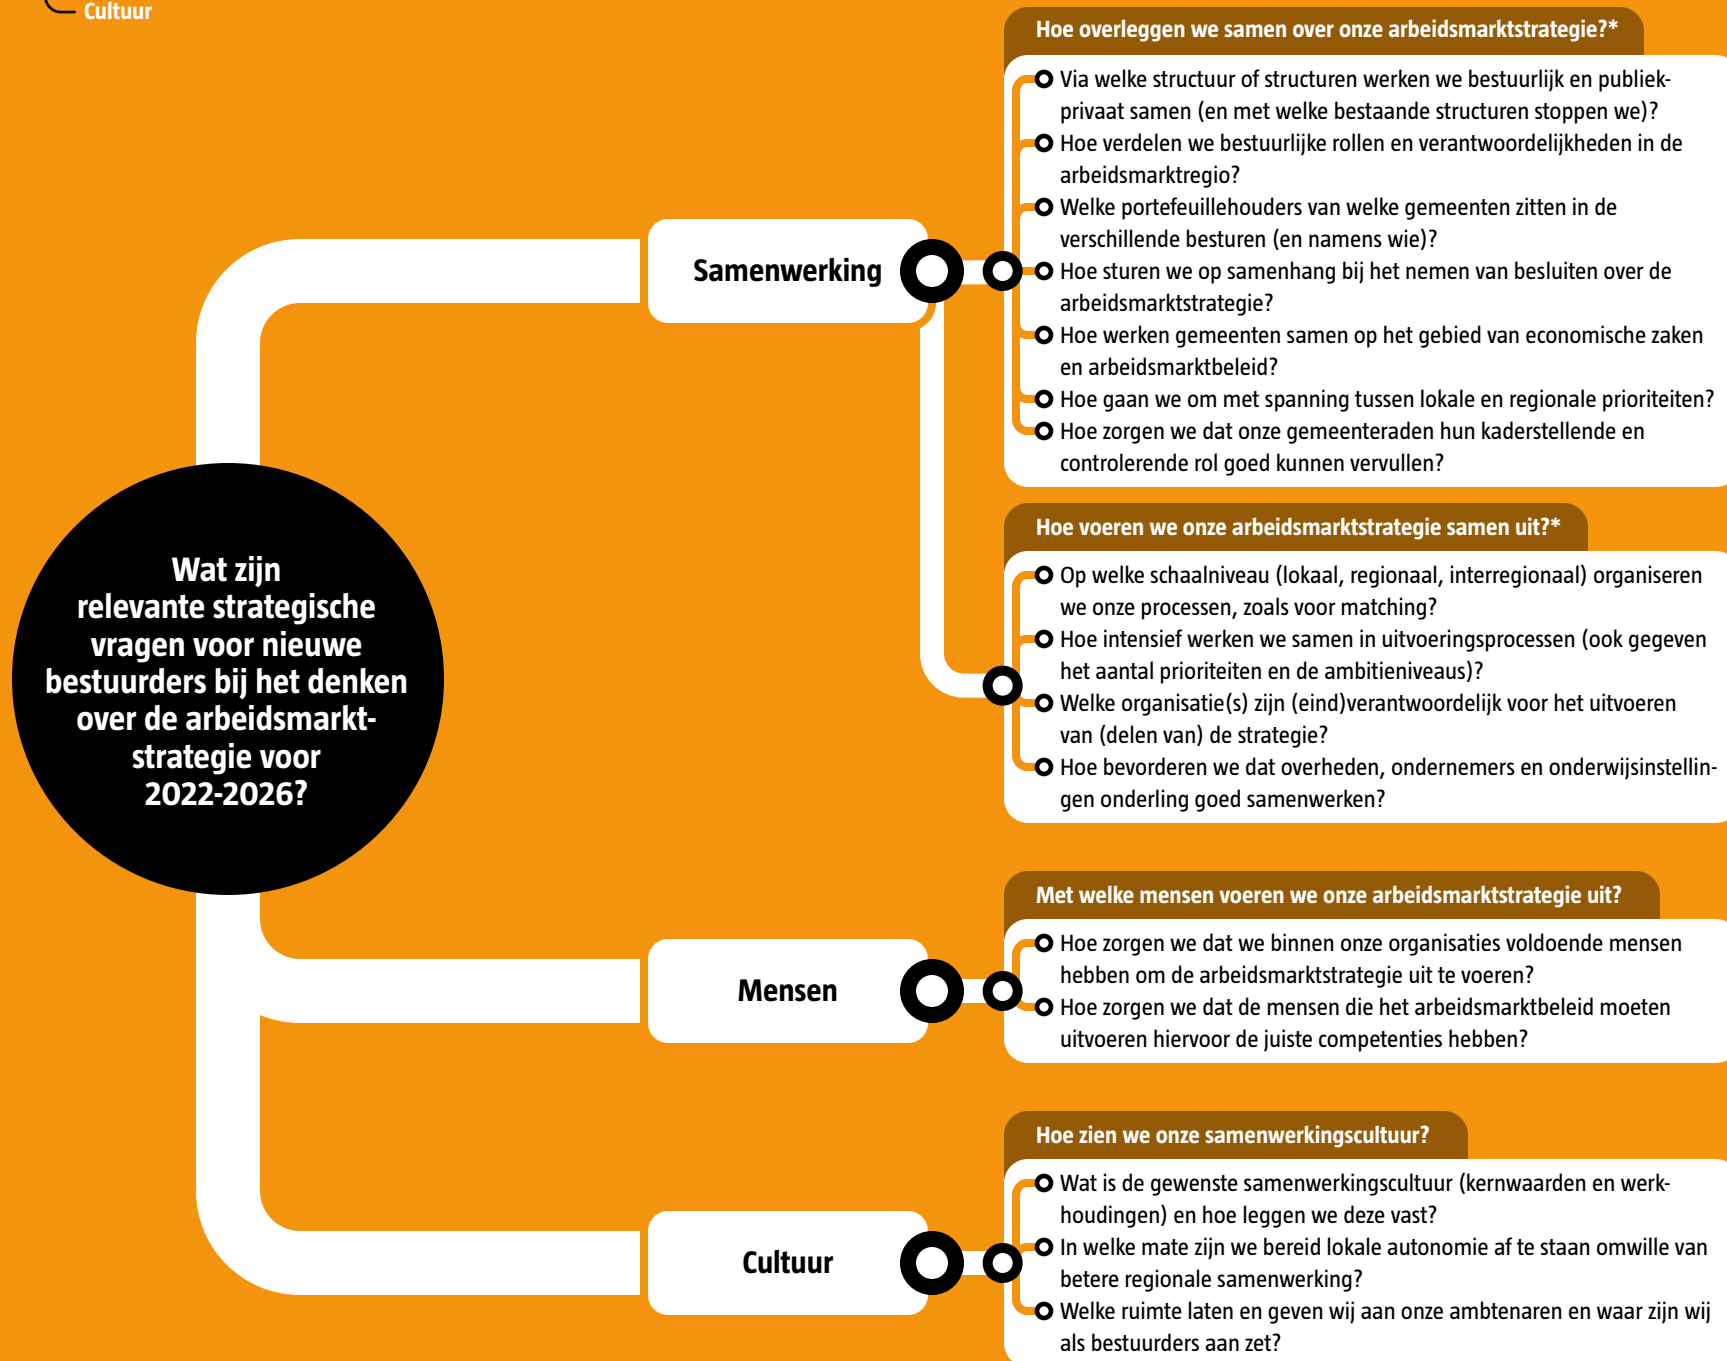 Cultuur
Wat zijn
relevante strategische
vragen voor nieuwe
bestuurders bij het denken
over de arbeidsmarkt-
strategie voor
2022-2026?
Samenwerking
Hoe overleggen we samen over onze arbeidsmarktstrategie?*
Via welke structuur of structuren werken we bestuurlijk en publiek-
privaat samen (en met welke bestaande structuren stoppen we)?
Hoe verdelen we bestuurlijke rollen en verantwoordelijkheden in de
arbeidsmarktregio?
Welke portefeuillehouders van welke gemeenten zitten in de
verschillende besturen (en namens wie)?
Hoe sturen we op samenhang bij het nemen van besluiten over de
arbeidsmarktstrategie?
Hoe werken gemeenten samen op het gebied van economische zaken
en arbeidsmarktbeleid?
Hoe gaan we om met spanning tussen lokale en regionale prioriteiten?
Hoe zorgen we dat onze gemeenteraden hun kaderstellende en
controlerende rol goed kunnen vervullen?
Hoe voeren we onze arbeidsmarktstrategie samen uit?*
Op welke schaalniveau (lokaal, regionaal, interregionaal) organiseren
we onze processen, zoals voor matching?
Hoe intensief werken we samen in uitvoeringsprocessen (ook gegeven
het aantal prioriteiten en de ambitieniveaus)?
Welke organisatie(s) zijn (eind)verantwoordelijk voor het uitvoeren
van (delen van) de strategie?
Hoe bevorderen we dat overheden, ondernemers en onderwijsinstellin-
gen onderling goed samenwerken?
Mensen
Met welke mensen voeren we onze arbeidsmarktstrategie uit?
Hoe zorgen we dat we binnen onze organisaties voldoende mensen
hebben om de arbeidsmarktstrategie uit te voeren?
Hoe zorgen we dat de mensen die het arbeidsmarktbeleid moeten
uitvoeren hiervoor de juiste competenties hebben?
Cultuur
Hoe zien we onze samenwerkingscultuur?
Wat is de gewenste samenwerkingscultuur (kernwaarden en werk-
houdingen) en hoe leggen we deze vast?
In welke mate zijn we bereid lokale autonomie af te staan omwille van
betere regionale samenwerking?
Welke ruimte laten en geven wij aan onze ambtenaren en waar zijn wij
als bestuurders aan zet?